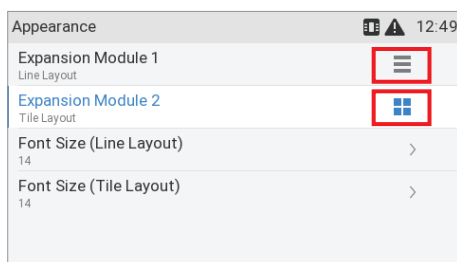 Appearance
12:49
Expansion Module 1
Line Layout
Expansion Module 2
Tile Layout
Font Size (Line Layout)
14
Font Size (Tile Layout)
14